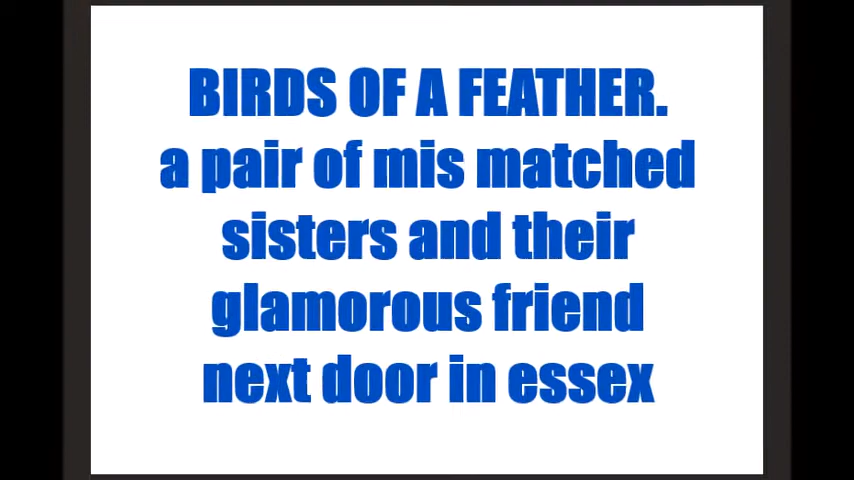 BIRDS OF A FEATHER.
a pair of mis matched
sisters and their
glamorous friend
next door in essex